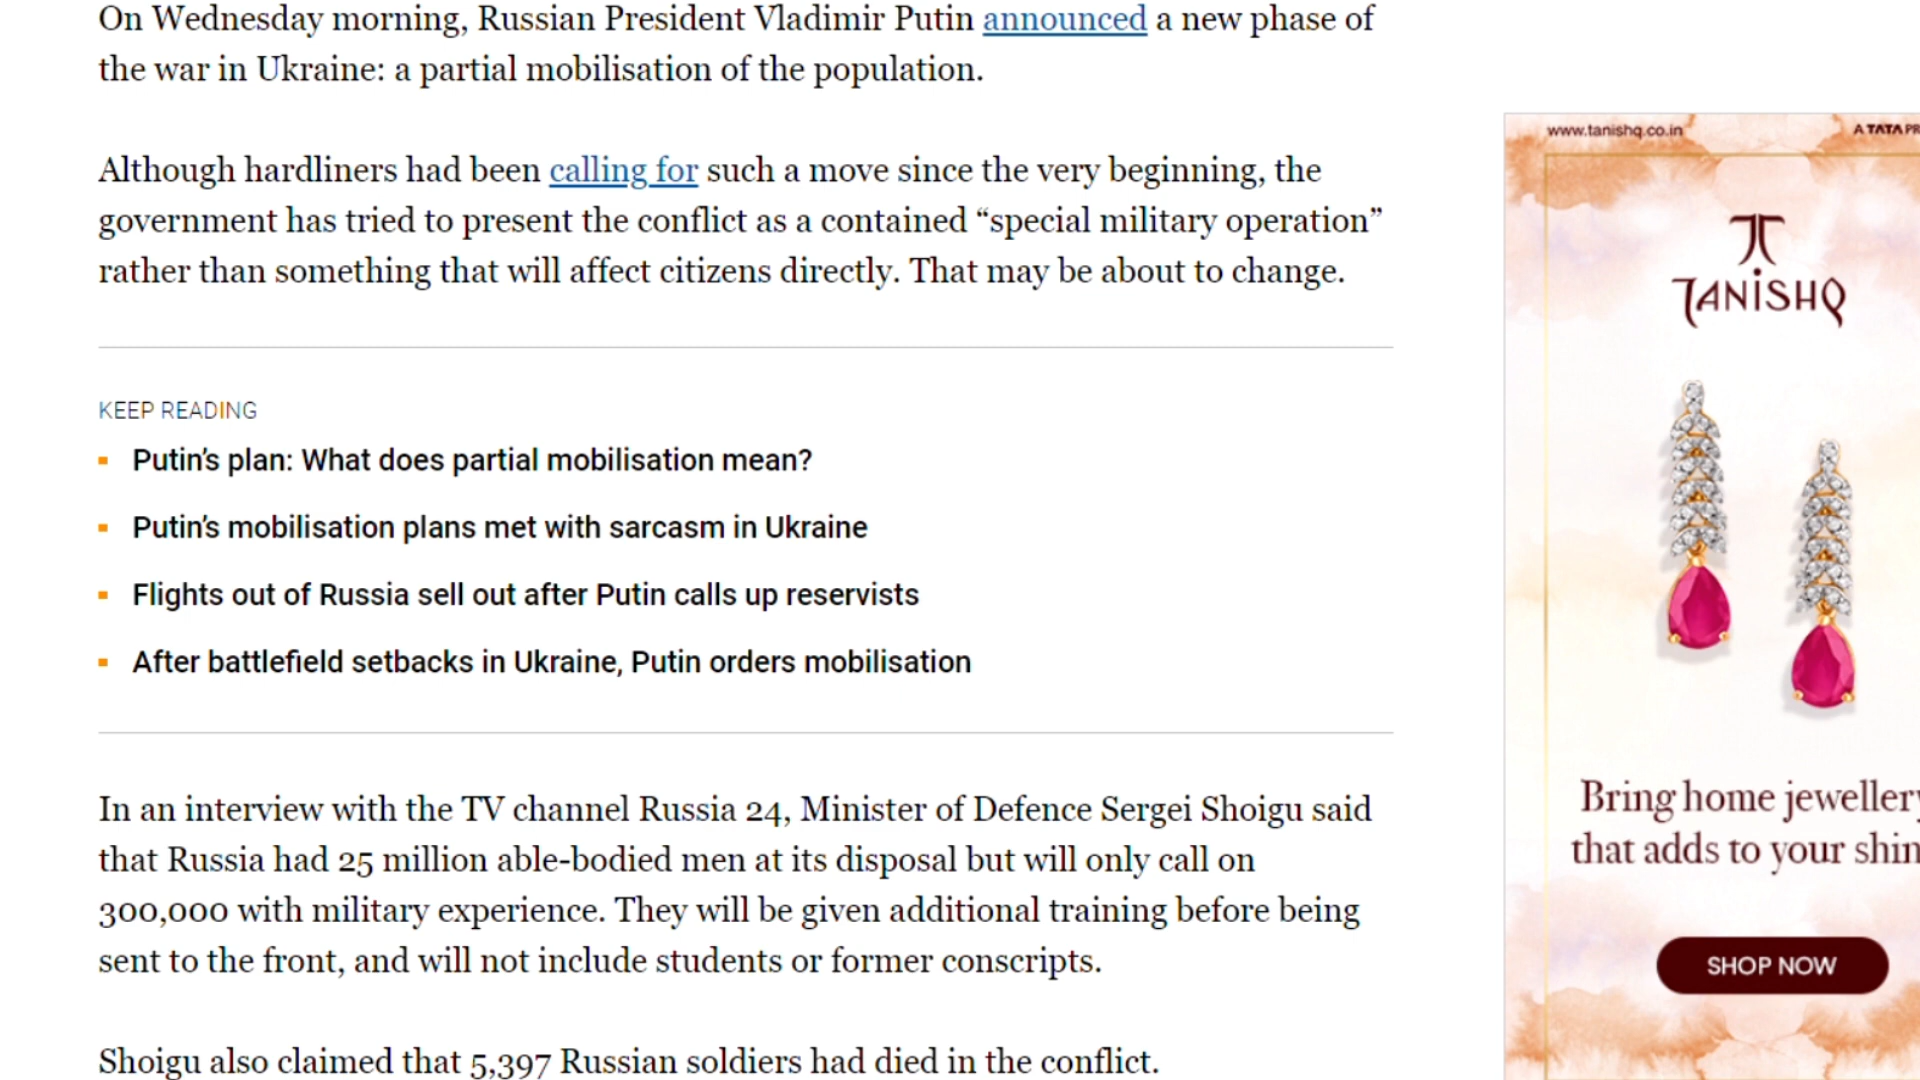 On Wednesday morning, Russian President Vladimir Putin announced a new phase of
the war in Ukraine: a partial mobilisation of the population.
Although hardliners had been calling for such a move since the very beginning, the
government has tried to present the conflict as a contained “special military operation”
rather than something that will affect citizens directly. That may be about to change.
KEEP READING
Putin’s plan: What does partial mobilisation mean?
Putin’s mobilisation plans met with sarcasm in Ukraine
Flights out of Russia sell out after Putin calls up reservists
After battlefield setbacks in Ukraine, Putin orders mobilisation
In an interview with the TV channel Russia 24, Minister of Defence Sergei Shoigu said
that Russia had 25 million able-bodied men at its disposal but will only call on
300,000 with military experience. They will be given additional training before being
sent to the front, and will not include students or former conscripts.
Shoigu also claimed that 5,397 Russian soldiers had died in the conflict.
www.tanishq.co.in
A TATA
TANISHQ
Bring home
that adds to your
SHOP NOW